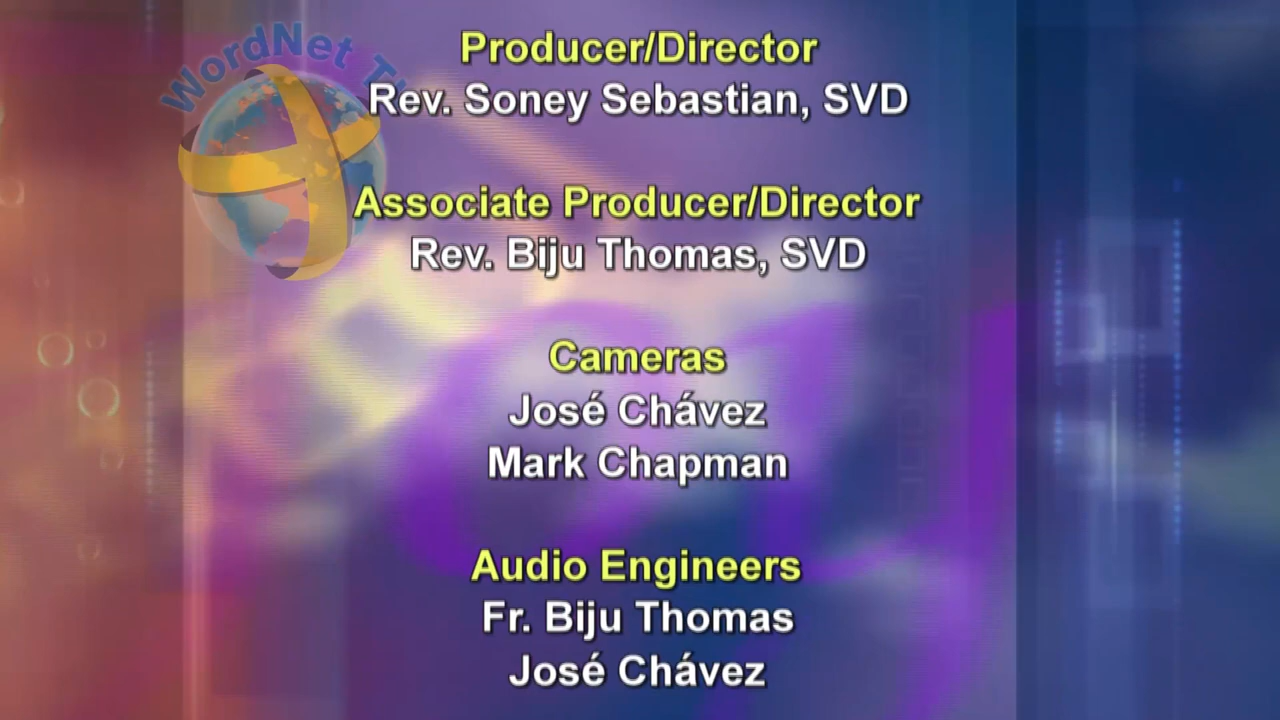 WordNet TV
Producer/Director
Rev. Soney Sebastian, SVD
Associate Producer/Director
Rev. Biju Thomas, SVD
Cameras
José Chávez
Mark Chapman
Audio Engineers
Fr. Biju Thomas
José Chávez